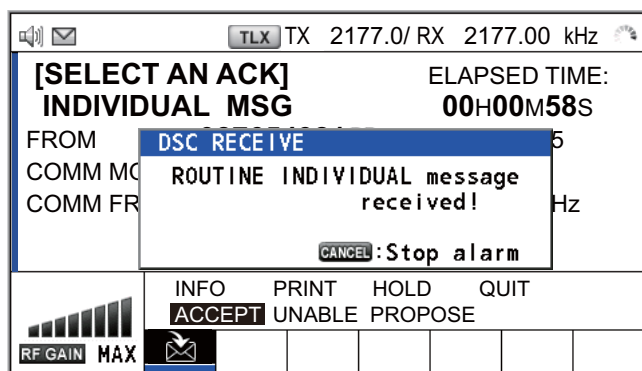 TLX TX 2177.0/ RX 2177.00 kHz
[SELECT AN ACK] ELAPSED TIME:
INDIVIDUAL MSG 00H00M58S
FROM 5
DSC RECEIVE
COMM MO
ROUTINE INDIVIDUAL message
received!
COMM FR Hz
CANCEL:Stop alarm
INFO PRINT HOLD QUIT
ACCEPT UNABLE PROPOSE
RF GAIN MAX